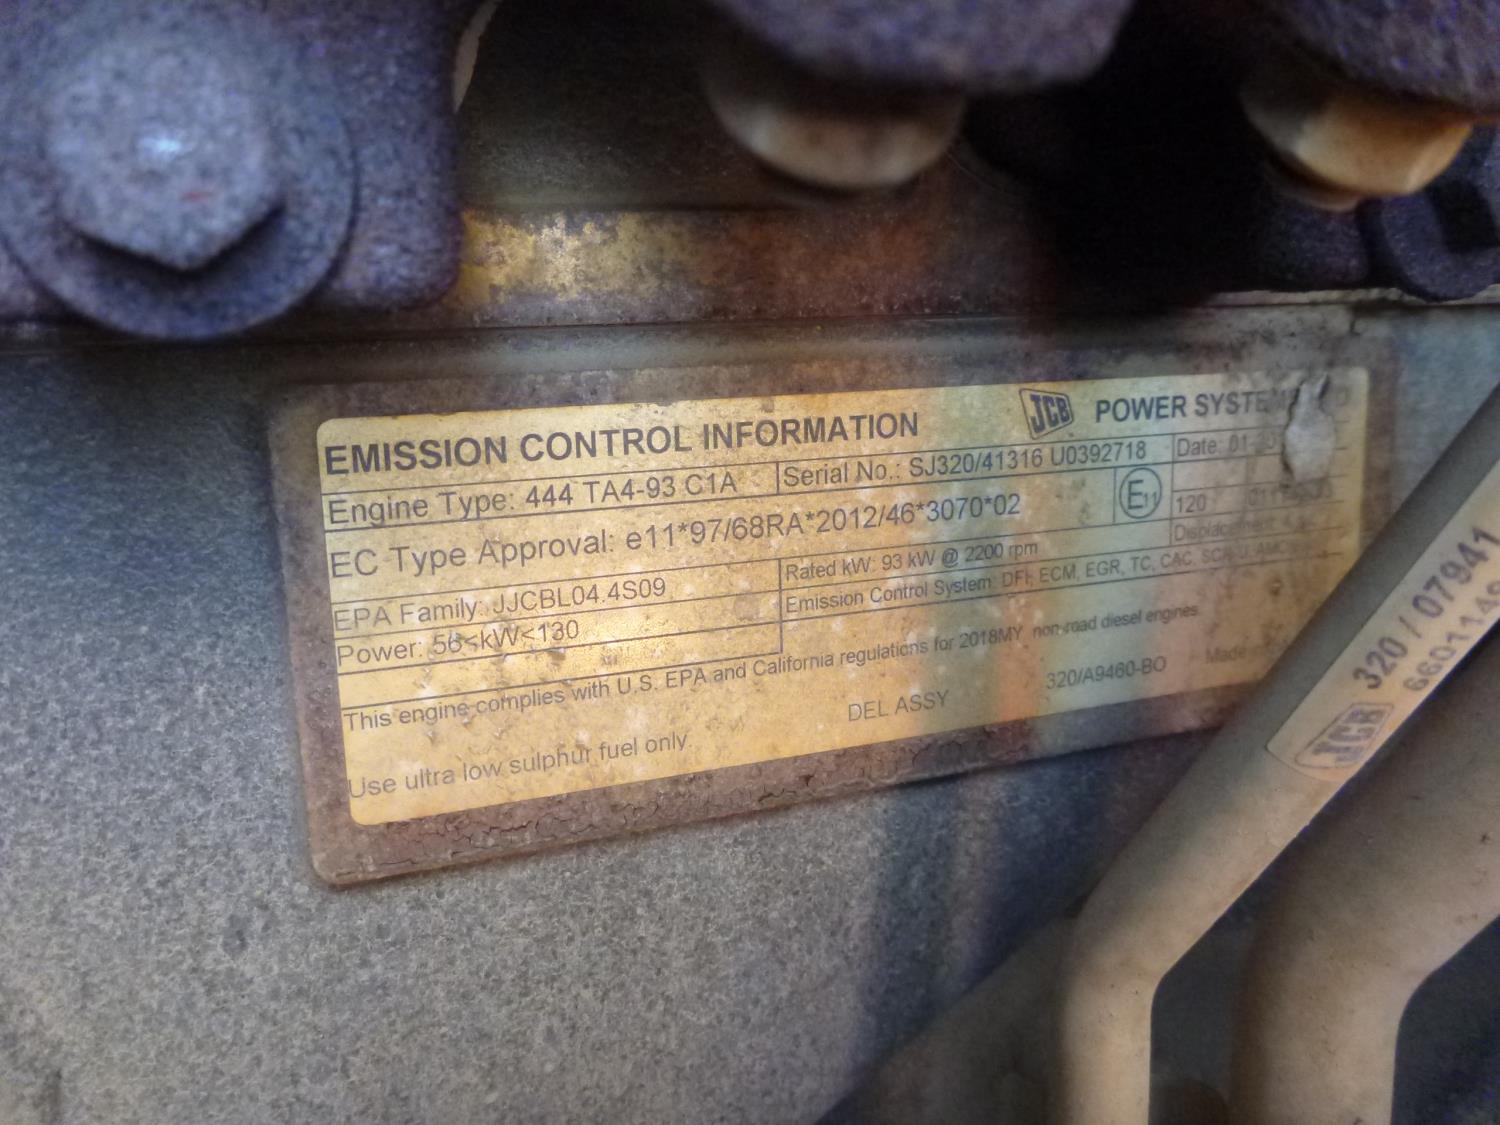 EMISSION CONTROL INFORMATION
JCB POWER SYSTEMS
Engine Type: 444 TA4-93 C1A
Serial No.: SJ320/41316 U0392718
Date: 01-
EC Type Approval: e11*97/68RA*2012/46*3070*02
E11
120
EPA Family: JJCBL04.4S09
Rated kW: 93 kW @ 2200 rpm
Displacement
Power: 56<kW<130
Emission Control System: DFI, ECM, EGR, TC, CAC,
This engine complies with U.S. EPA and California regulations for 2018MY non-road diesel engines
Use ultra low sulphur fuel only
DEL ASSY
320/A9460-BO
Made
JCB
320 / 07941